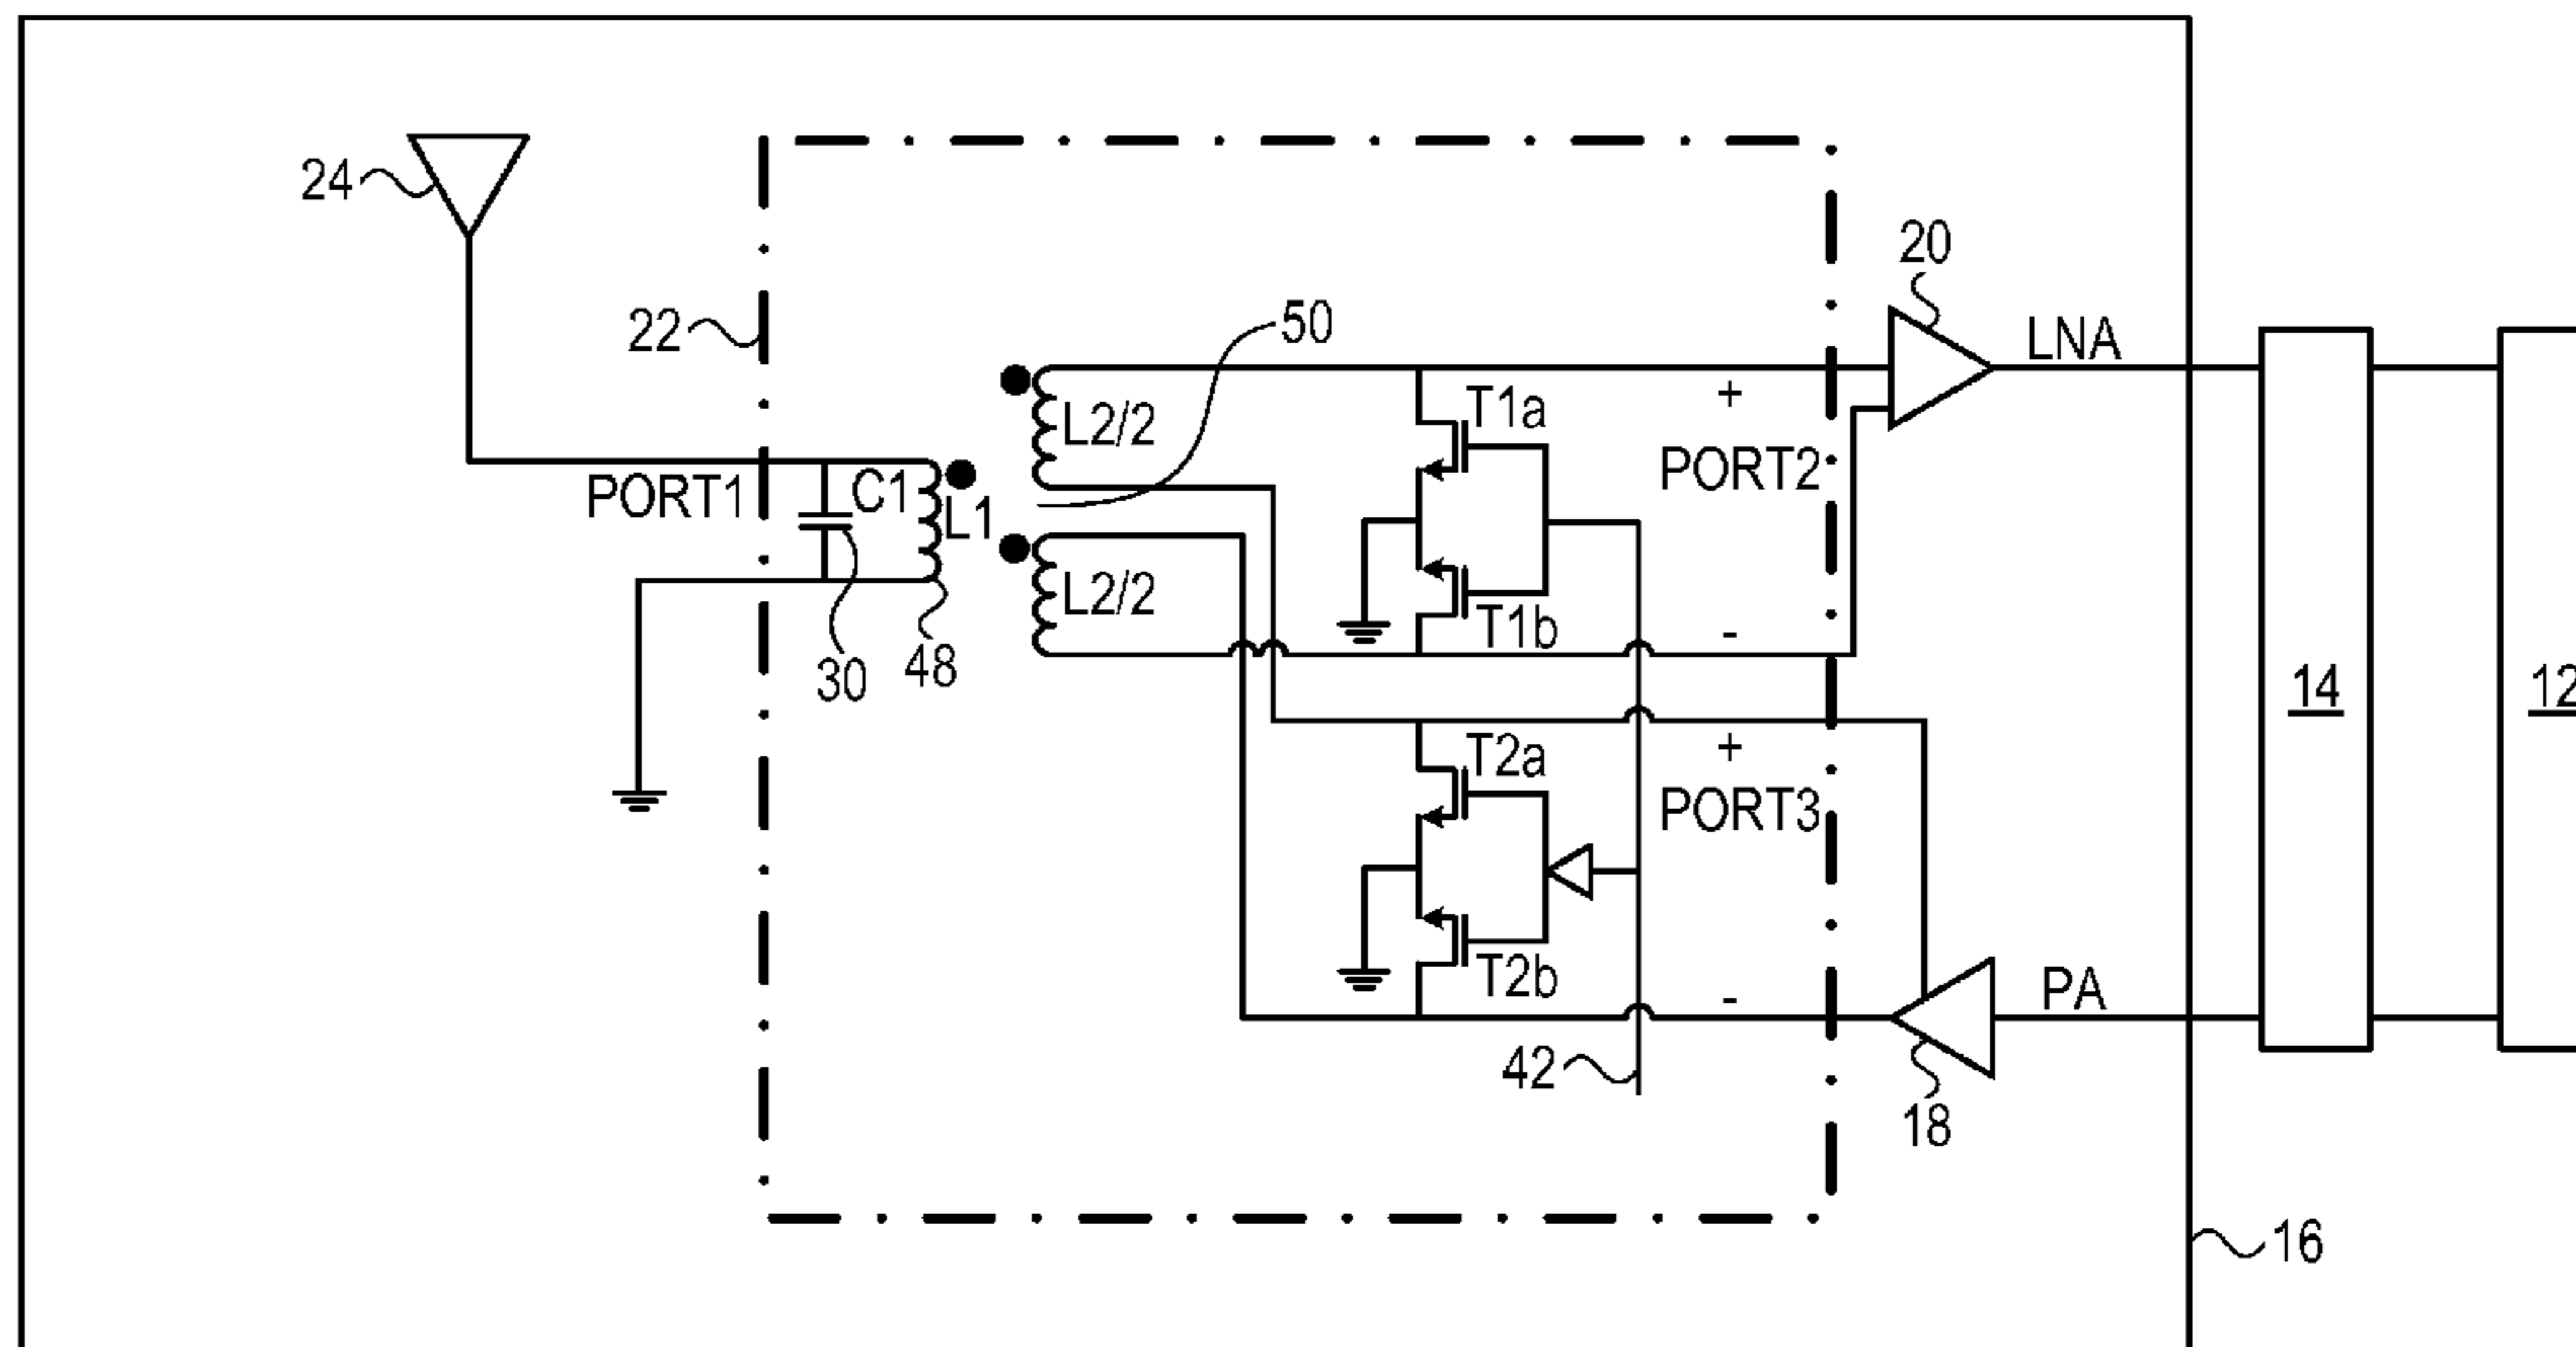 24
22
50
20
LNA
L2/2
T1a
+
PORT2
PORT1
C1
L1
L2/2
T1b
-
30
48
14
12
T2a
+
PORT3
T2b
-
PA
42
18
16